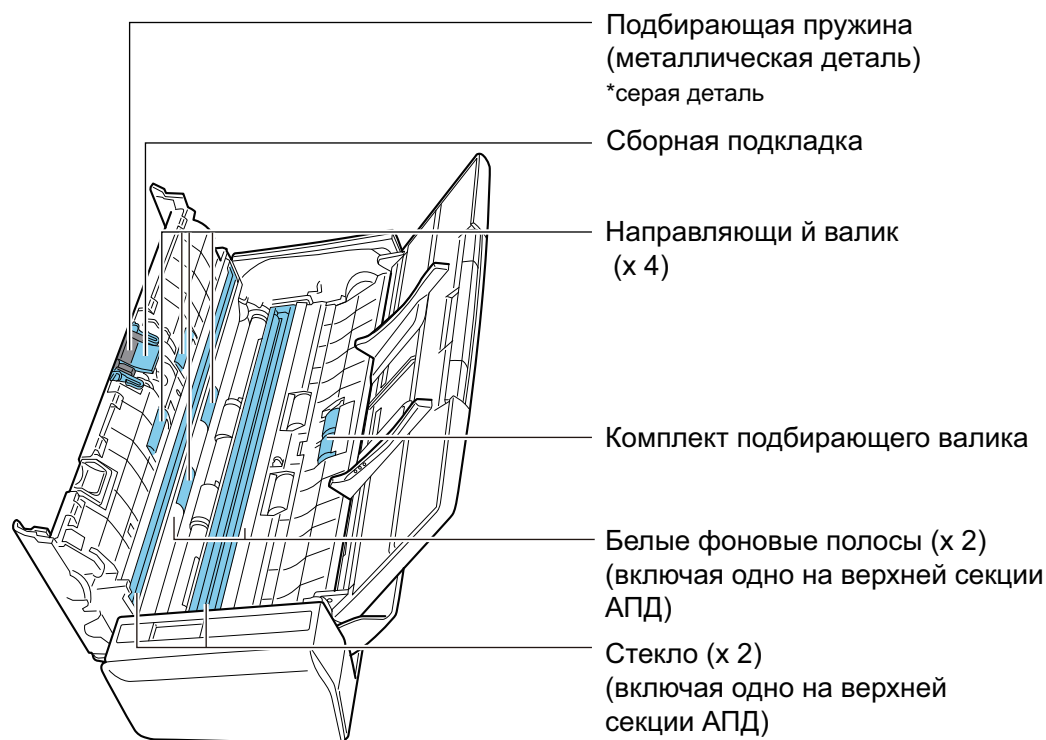 Подбирающая пружина
(металлическая деталь)
*серая деталь
Сборная подкладка
Направляющи й валик
(x 4)
Комплект подбирающего валика
Белые фоновые полосы (x 2)
(включая одно на верхней секции
АПД)
Стекло (x 2)
(включая одно на верхней
секции АПД)